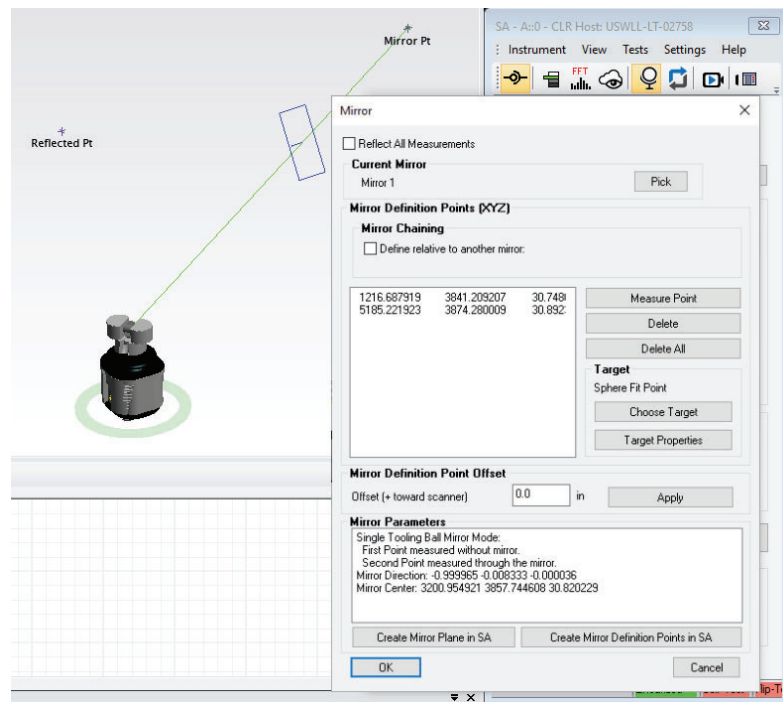 SA - A::0 - CLR Host: USWLL-LT-02758
Instrument View Tests Settings Help
FFT
Mirror Pt
Reflected Pt
Mirror
Reflect All Measurements
Current Mirror
Mirror 1
Pick
Mirror Definition Points (XYZ)
Mirror Chaining
Define relative to another mirror:
1216.687919 3841.209207 30.748
5185.221923 3874.280009 30.892
Measure Point
Delete
Delete All
Target
Sphere Fit Point
Choose Target
Target Properties
Mirror Definition Point Offset
Offset (+ toward scanner) 0.0 in Apply
Mirror Parameters
Single Tooling Ball Mirror Mode:
First Point measured without mirror.
Second Point measured through the mirror.
Mirror Direction: -0.999965 -0.008333 -0.000036
Mirror Center: 3200.954921 3857.744608 30.820229
Create Mirror Plane in SA Create Mirror Definition Points in SA
OK Cancel